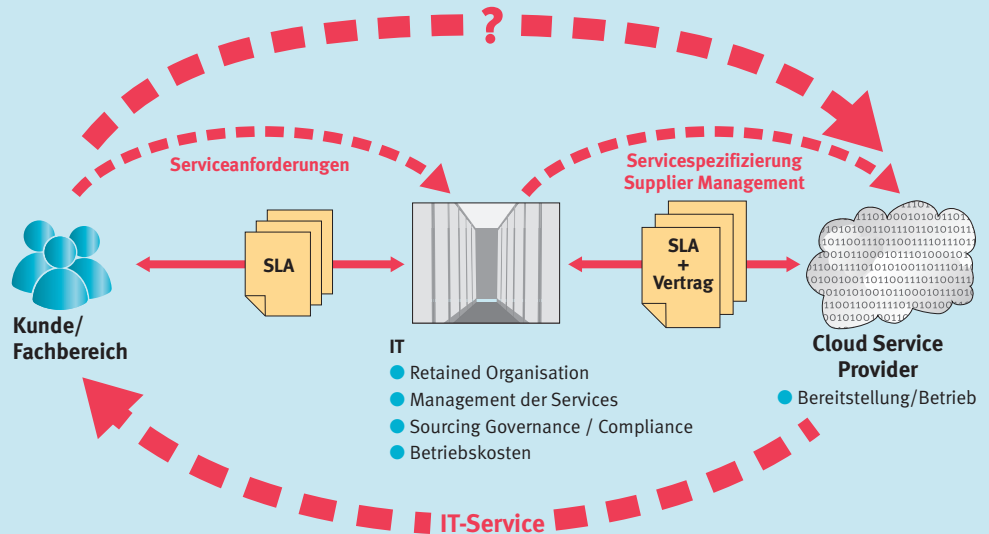 ?
Serviceanforderungen
Servicespezifizierung
Supplier Management
SLA
SLA
+
Vertrag
Kunde/
Fachbereich
IT
● Retained Organisation
● Management der Services
● Sourcing Governance / Compliance
● Betriebskosten
Cloud Service
Provider
● Bereitstellung/Betrieb
IT-Service